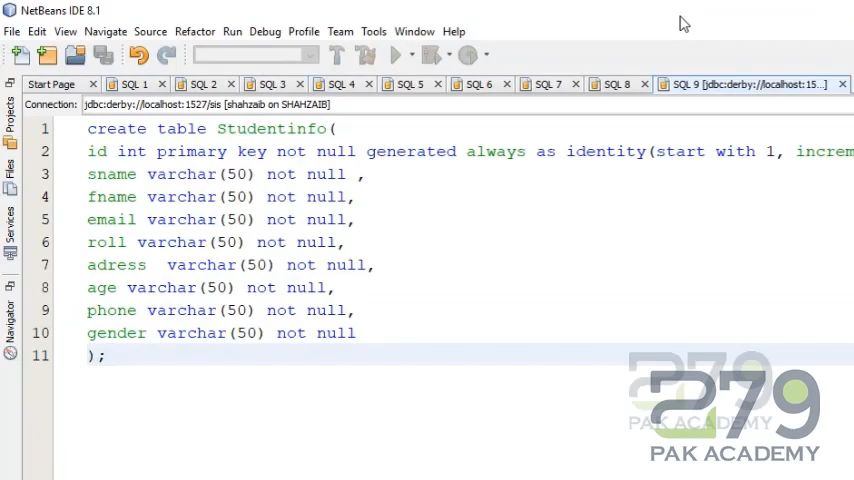 NetBeans IDE 8.1
File Edit View Navigate Source Refactor Run Debug Profile Team Tools Window Help
Start Page SQL 1 SQL 2 SQL 3 SQL 4 SQL 5 SQL 6 SQL 7 SQL 8 SQL 9 [jdbc:derby://localhost:15...]
Connection: jdbc:derby://localhost:1527/sis [shahzaib on SHAHZAIB]
Projects
Files
Services
Navigator
1 create table Studentinfo(
2 id int primary key not null generated always as identity(start with 1, increm
3 sname varchar(50) not null ,
4 fname varchar(50) not null,
5 email varchar(50) not null,
6 roll varchar(50) not null,
7 adress  varchar(50) not null,
8 age varchar(50) not null,
9 phone varchar(50) not null,
10 gender varchar(50) not null
11 );
279
PAK ACADEMY
279
PAK ACADEMY